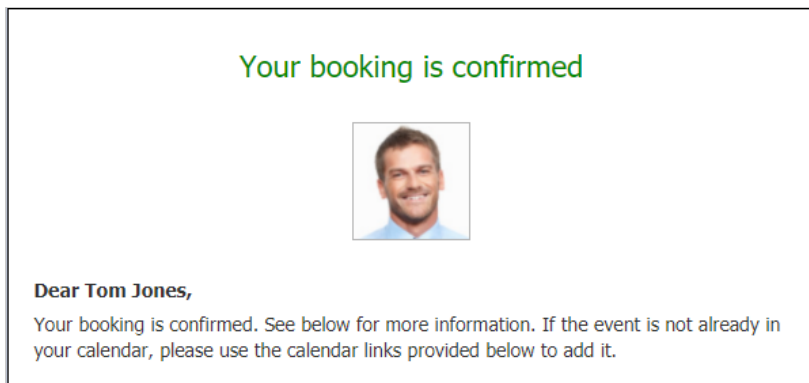 Your booking is confirmed
Dear Tom Jones,
Your booking is confirmed. See below for more information. If the event is not already in
your calendar, please use the calendar links provided below to add it.